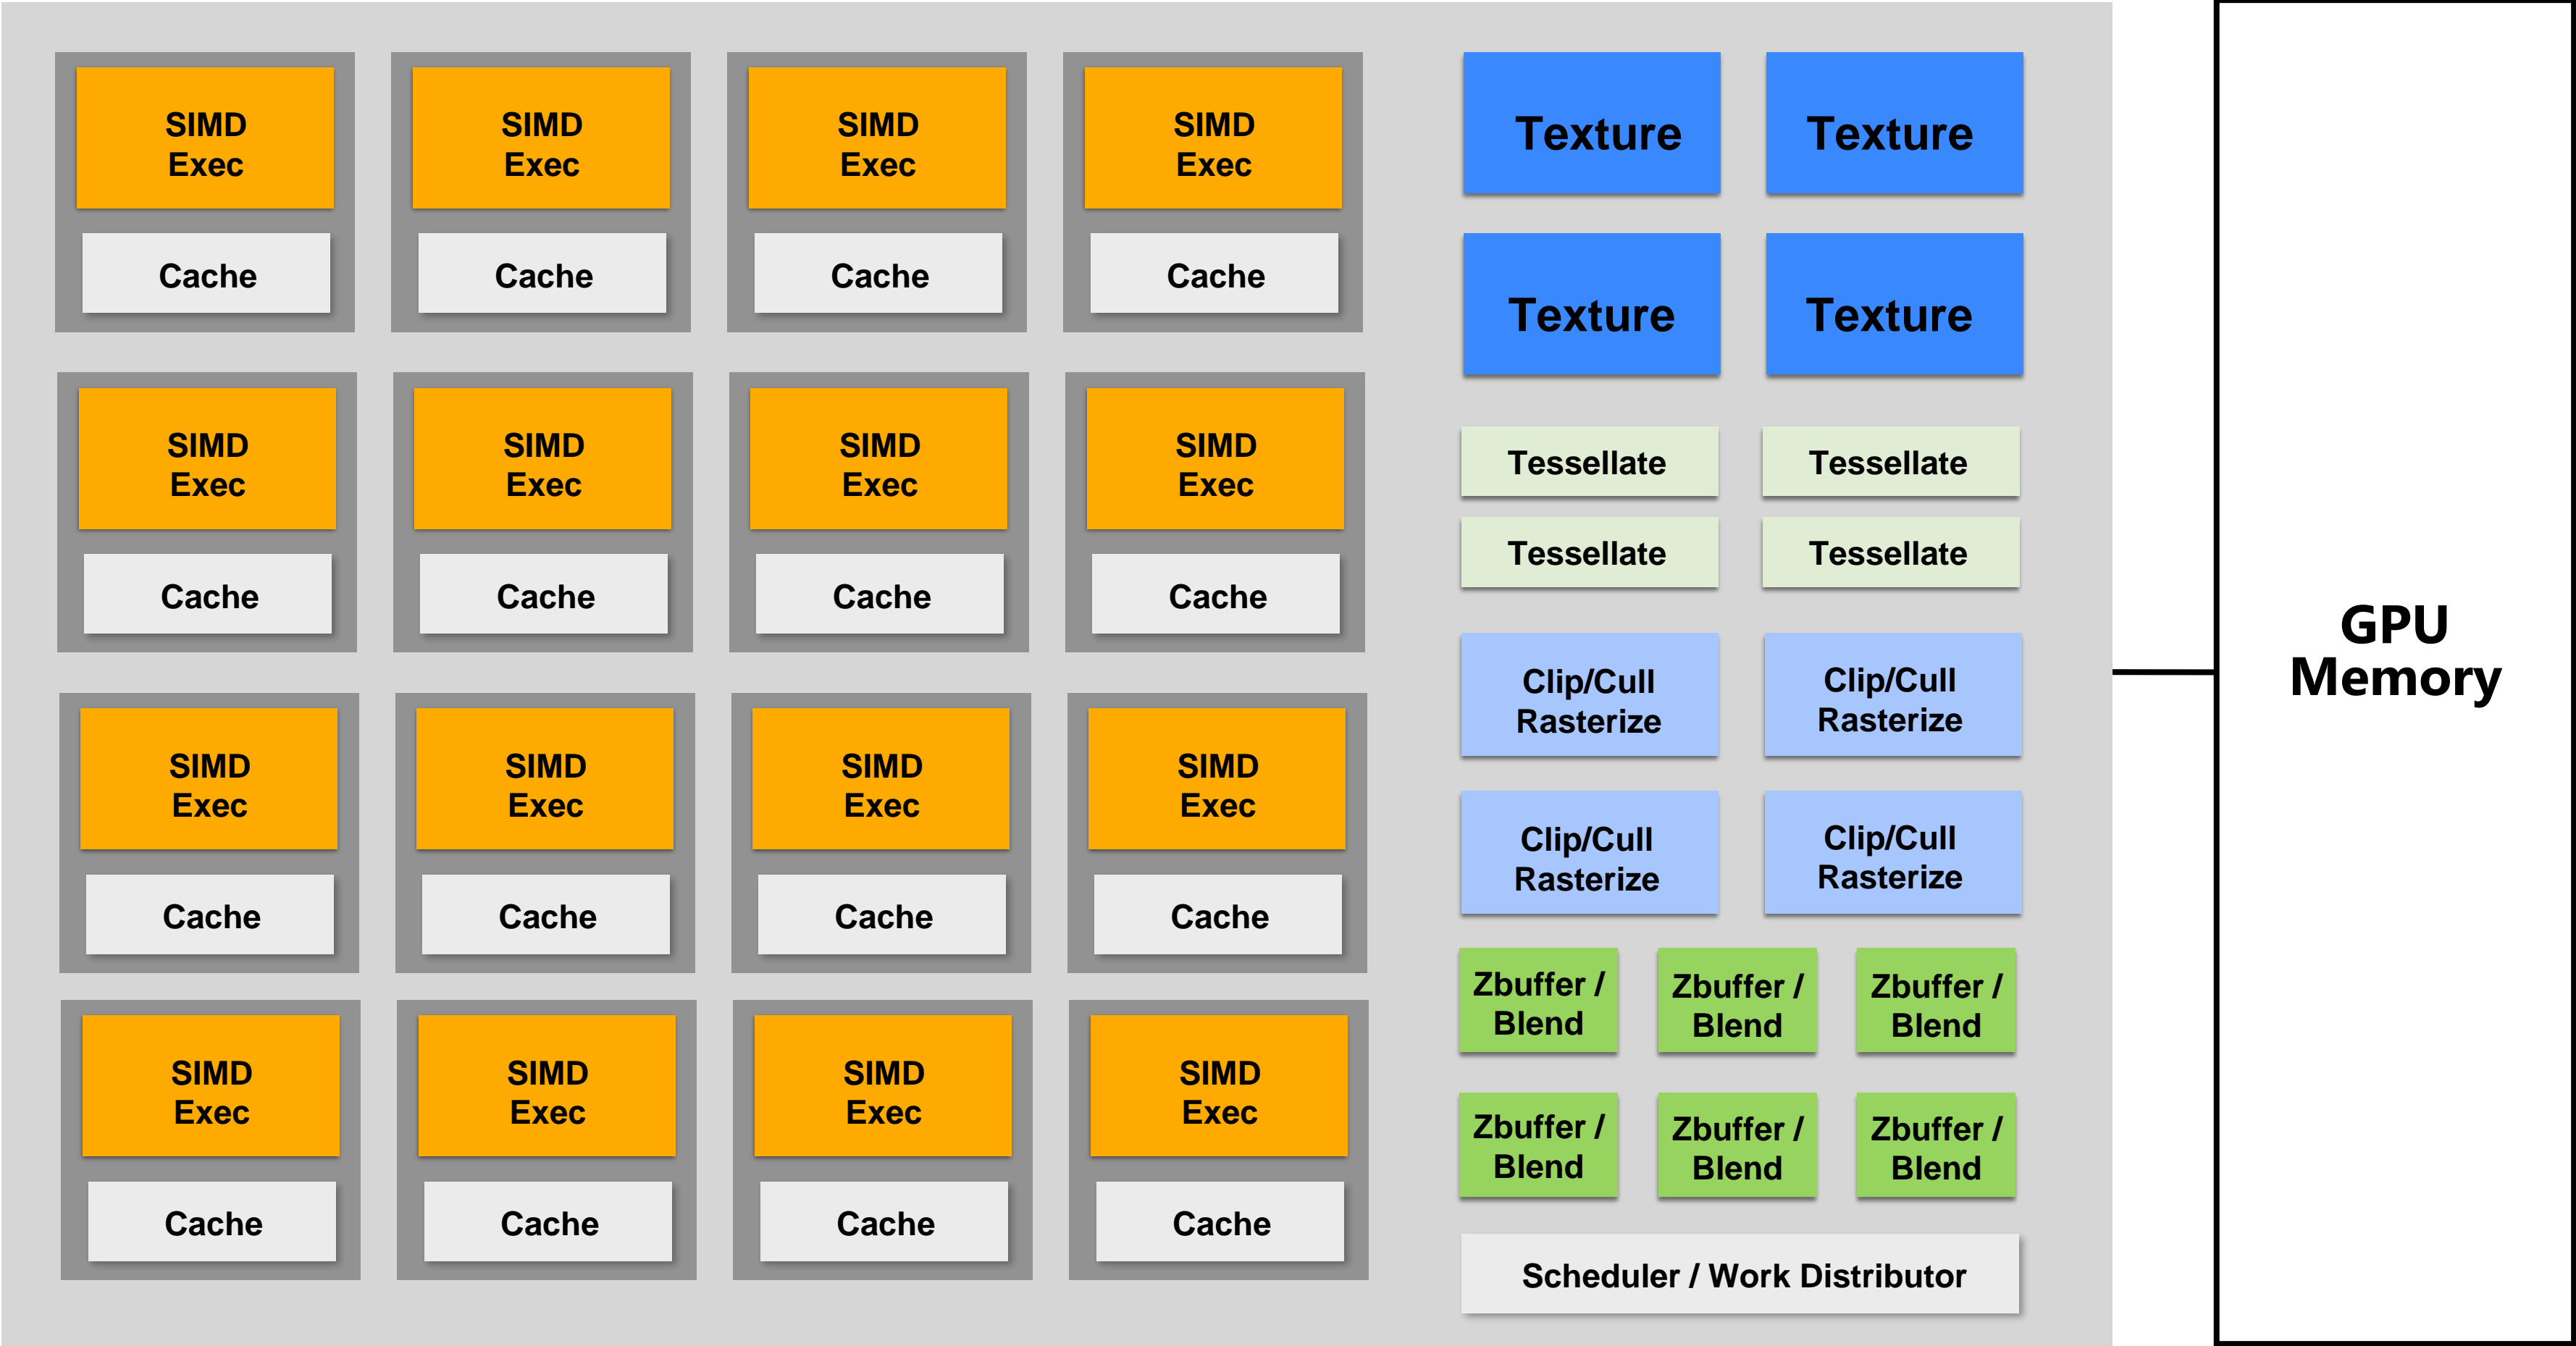 SIMD
Exec
Cache
SIMD
Exec
Cache
SIMD
Exec
Cache
SIMD
Exec
Cache
SIMD
Exec
Cache
SIMD
Exec
Cache
SIMD
Exec
Cache
SIMD
Exec
Cache
SIMD
Exec
Cache
SIMD
Exec
Cache
SIMD
Exec
Cache
SIMD
Exec
Cache
SIMD
Exec
Cache
SIMD
Exec
Cache
SIMD
Exec
Cache
SIMD
Exec
Cache
Texture
Texture
Texture
Texture
Tessellate
Tessellate
Tessellate
Tessellate
Clip/Cull
Rasterize
Clip/Cull
Rasterize
Clip/Cull
Rasterize
Clip/Cull
Rasterize
Zbuffer /
Blend
Zbuffer /
Blend
Zbuffer /
Blend
Zbuffer /
Blend
Zbuffer /
Blend
Zbuffer /
Blend
Scheduler / Work Distributor
GPU
Memory